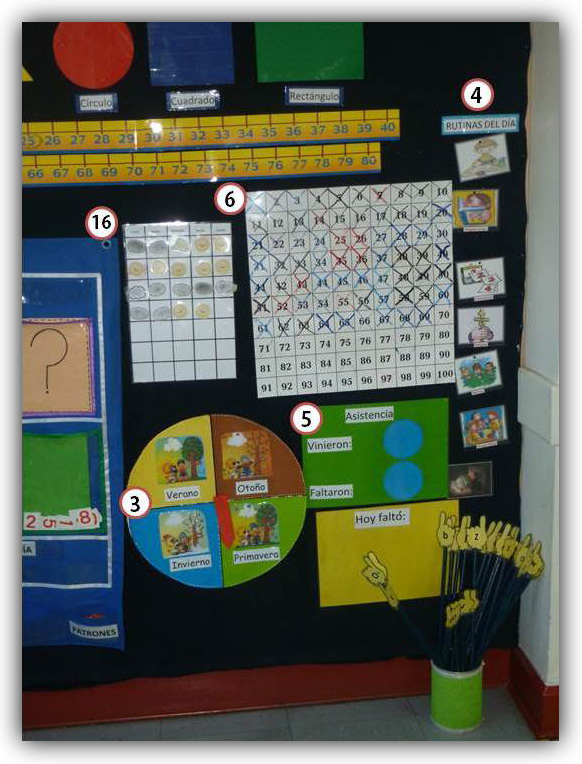 Círculo Cuadrado Rectángulo
4
RUTINAS DEL DÍA
25 26 27 28 29 30 31 32 33 34 35 36 37 38 39 40
66 67 68 69 70 71 72 73 74 75 76 77 78 79 80
16
6
1 2 3 4 5 6 7 8 9 10
11 12 13 14 15 16 17 18 19 20
21 22 23 24 25 26 27 28 29 30
31 32 33 34 35 36 37 38 39 40
41 42 43 44 45 46 47 48 49 50
51 52 53 54 55 56 57 58 59 60
61 62 63 64 65 66 67 68 69 70
71 72 73 74 75 76 77 78 79 80
81 82 83 84 85 86 87 88 89 90
91 92 93 94 95 96 97 98 99 100
?
5
Asistencia
Vinieron:
Faltaron:
Hoy faltó:
3
Verano Otoño
Invierno Primavera
PATRONES